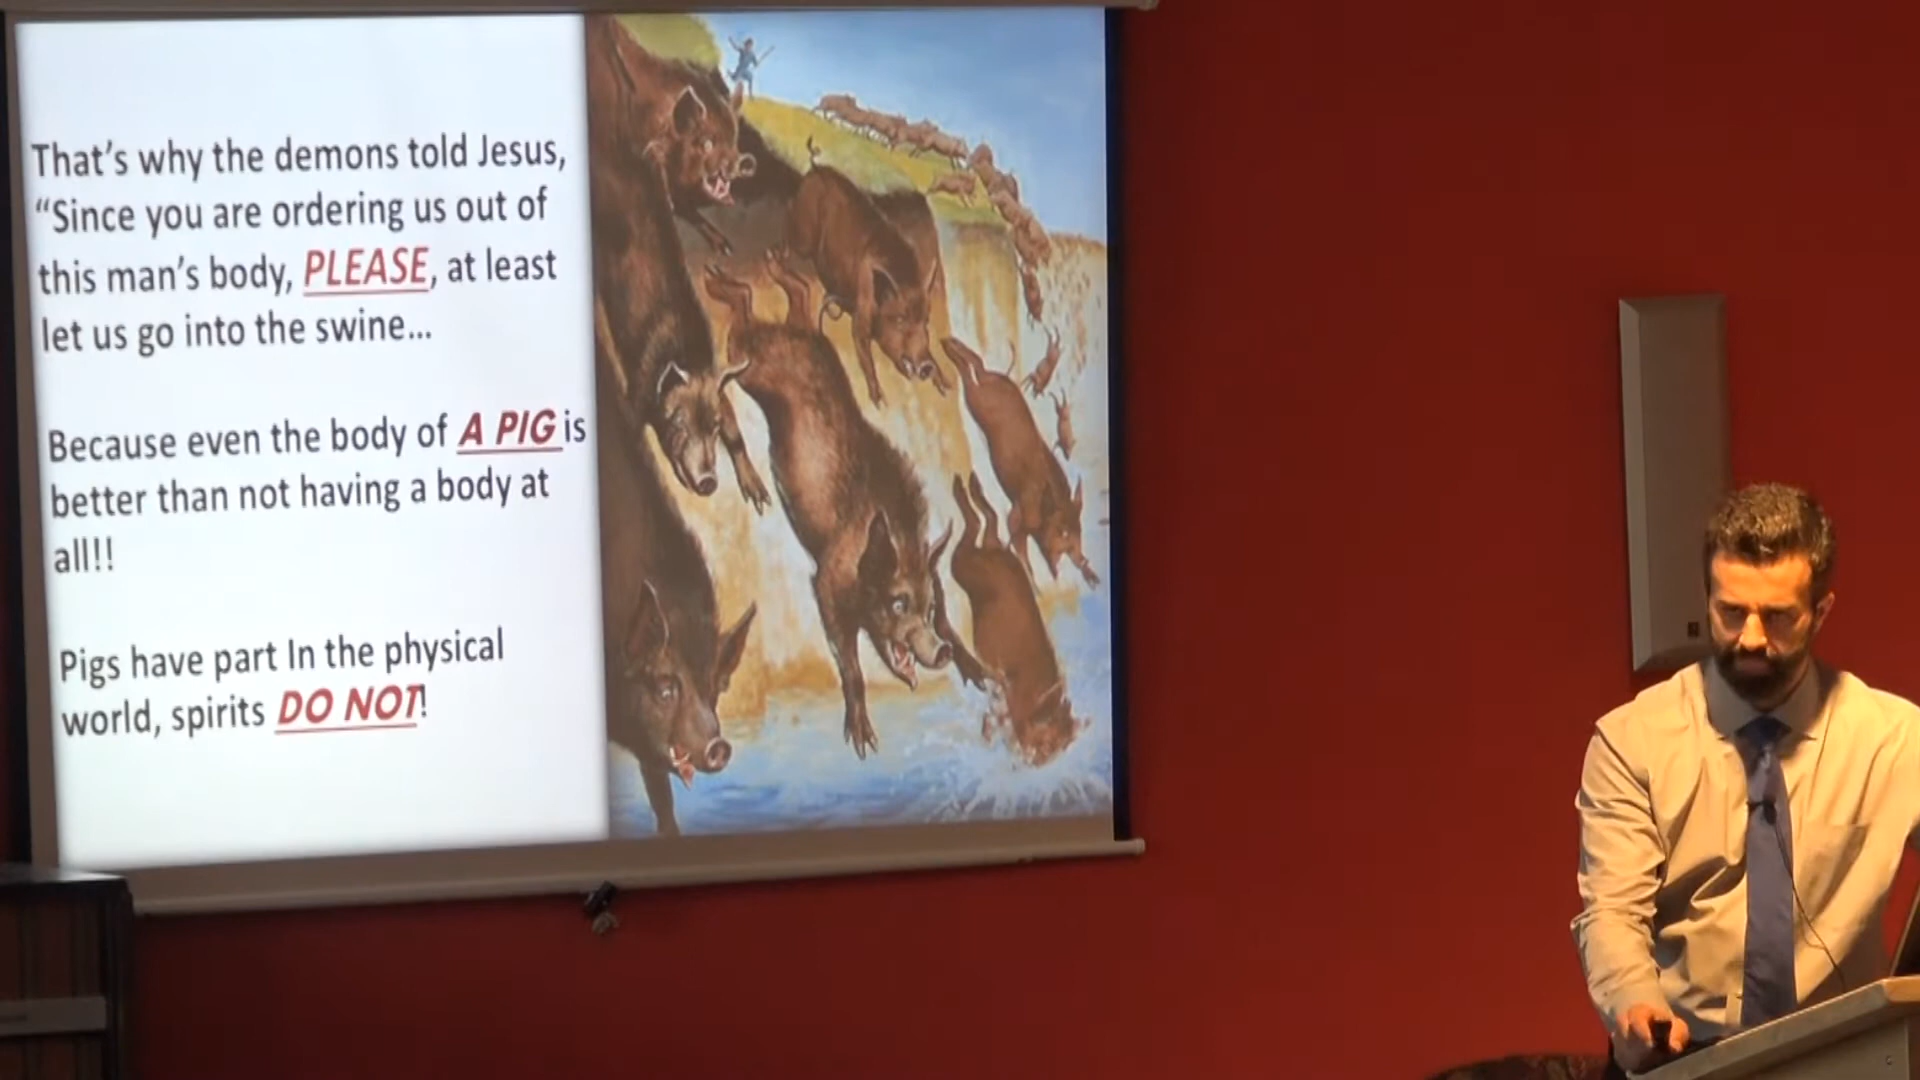 That's why the demons told Jesus,
“Since you are ordering us out of
this man's body, PLEASE, at least
let us go into the swine...
Because even the body of A PIG is
better than not having a body at
all!!
Pigs have part In the physical
world, spirits DO NOT!